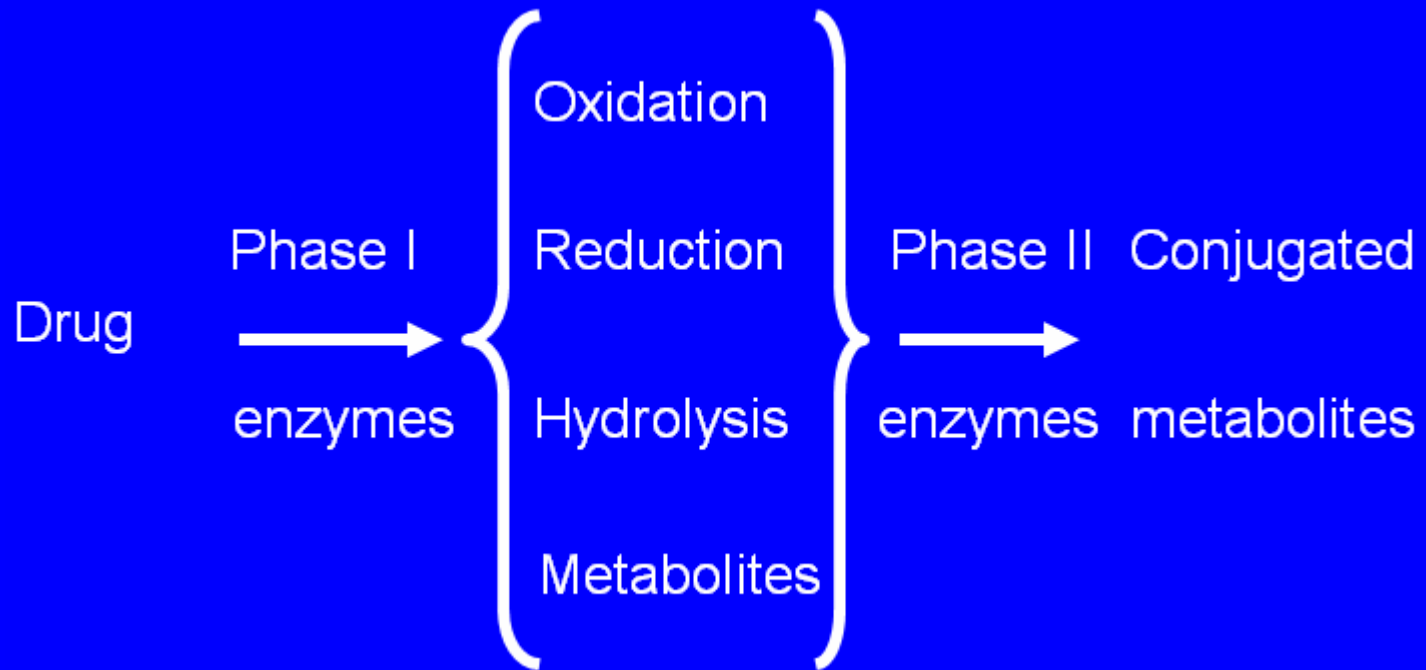 Drug
Phase I
enzymes
Oxidation
Reduction
Hydrolysis
Metabolites
Phase II
enzymes
Conjugated
metabolites